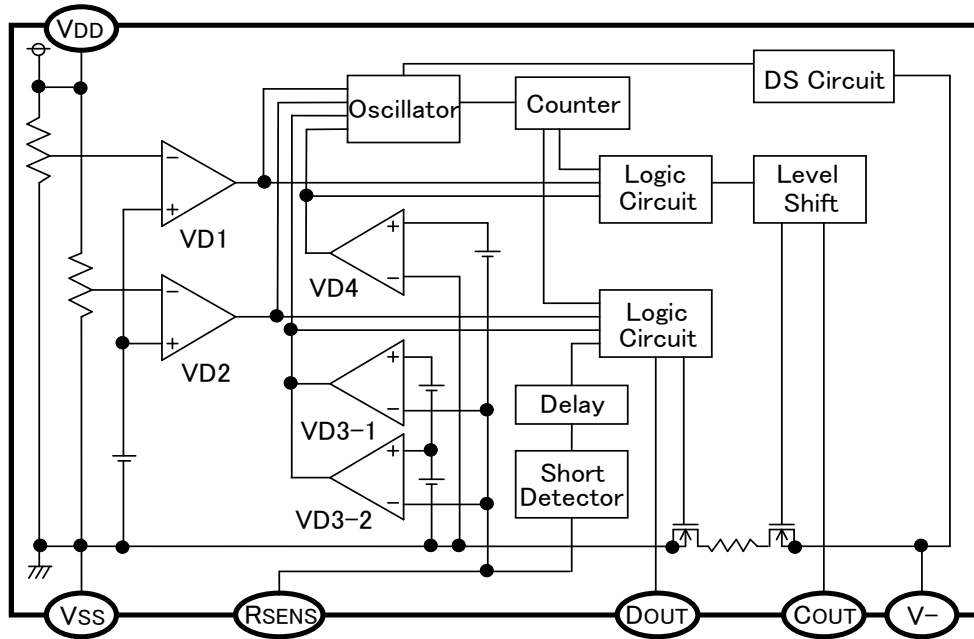 VDD
DS Circuit
Oscillator
Counter
Logic
Circuit
Level
Shift
−
+
VD1
+
−
VD4
−
+
VD2
Logic
Circuit
+
−
VD3-1
Delay
+
−
VD3-2
Short
Detector
VSS
RSENS
DOUT
COUT
V−